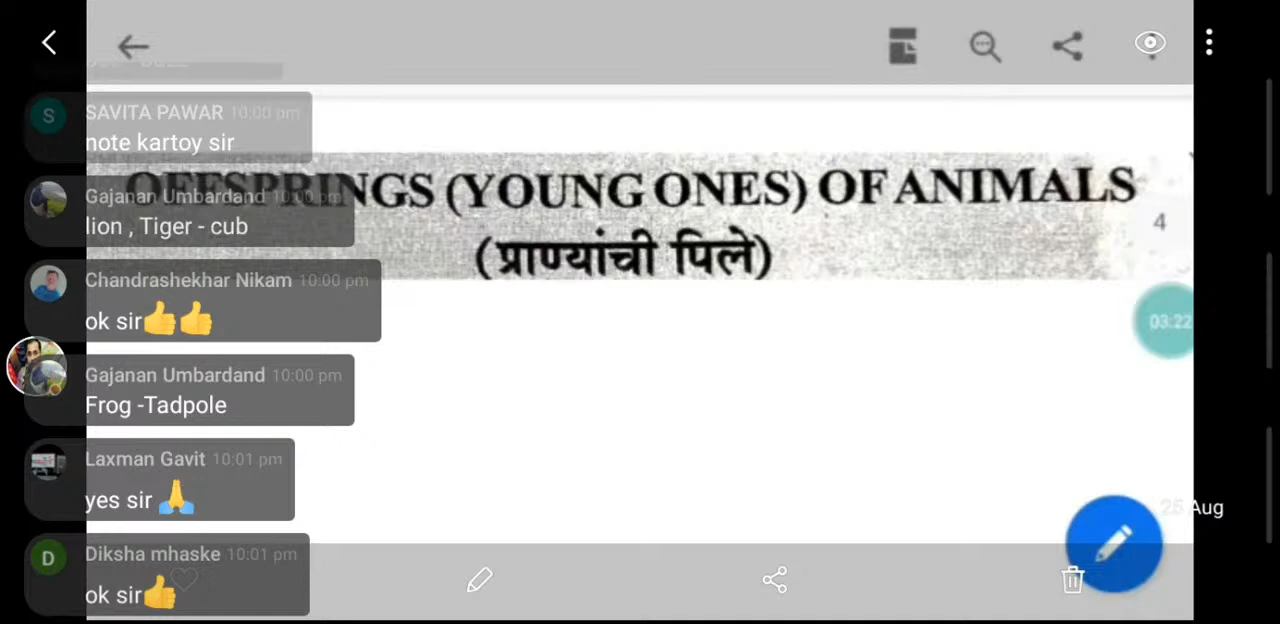 SAVITA PAWAR 10:00 pm
note kartoy sir
OFFSPRINGS (YOUNG ONES) OF ANIMALS
(प्राण्यांची पिले)
Gajanan Umbardand 10:00 pm
lion , Tiger - cub
4
Chandrashekhar Nikam 10:00 pm
ok sir👍👍
03:22
Gajanan Umbardand 10:00 pm
Frog -Tadpole
Laxman Gavit 10:01 pm
yes sir 🙏
25 Aug
D
Diksha mhaske 10:01 pm
ok sir👍
S